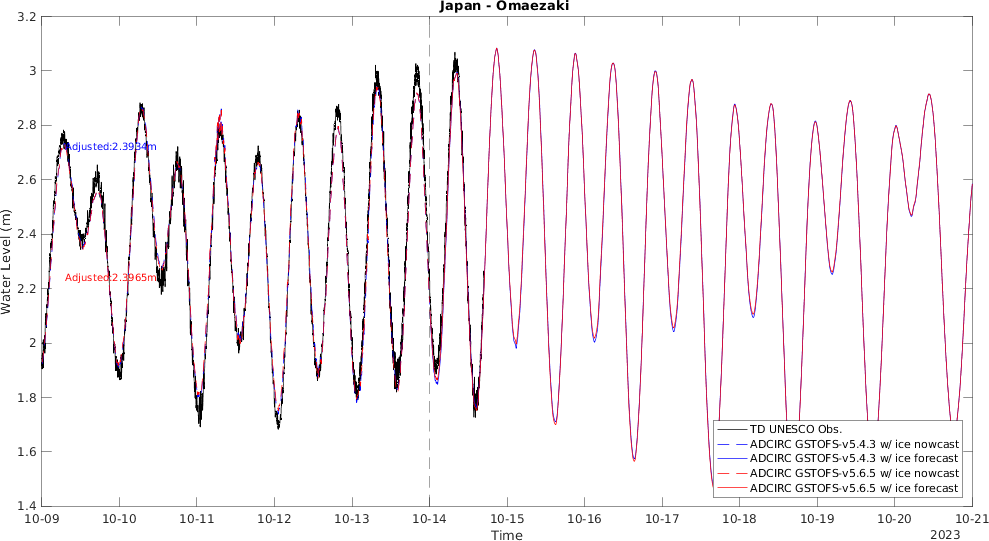 Japan - Omaezaki
3.2
3
2.8
2.6
2.4
2.2
2
1.8
1.6
1.4
Water Level (m)
Adjusted:2.3934m
Adjusted:2.3965m
TD UNESCO Obs.
ADCIRC GSTOFS-v5.4.3 w/ ice nowcast
ADCIRC GSTOFS-v5.4.3 w/ ice forecast
ADCIRC GSTOFS-v5.6.5 w/ ice nowcast
ADCIRC GSTOFS-v5.6.5 w/ ice forecast
10-09 10-10 10-11 10-12 10-13 10-14 10-15 10-16 10-17 10-18 10-19 10-20 10-21
Time
2023